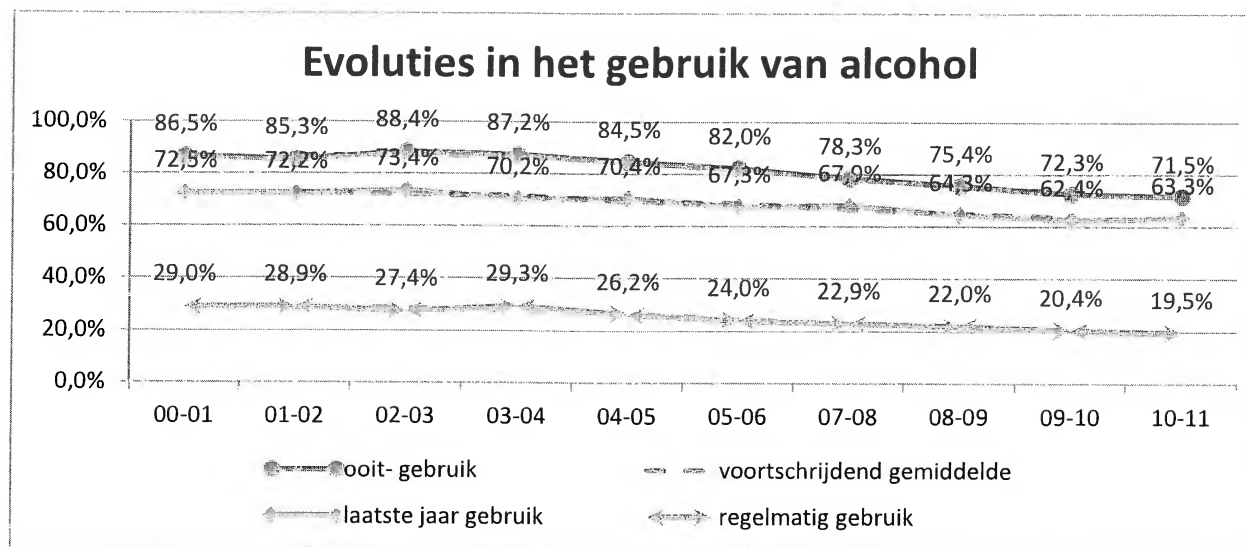 Evoluties in het gebruik van alcohol
100,0%
80,0%
60,0%
40,0%
20,0%
0,0%
86,5% 85,3% 88,4% 87,2% 84,5% 82,0% 78,3% 75,4% 72,3% 71,5%
72,5% 72,2% 73,4% 70,2% 70,4% 67,3% 67,9% 64,3% 62,4% 63,3%
29,0% 28,9% 27,4% 29,3% 26,2% 24,0% 22,9% 22,0% 20,4% 19,5%
00-01 01-02 02-03 03-04 04-05 05-06 07-08 08-09 09-10 10-11
ooit- gebruik voortschrijdend gemiddelde
laatste jaar gebruik regelmatig gebruik